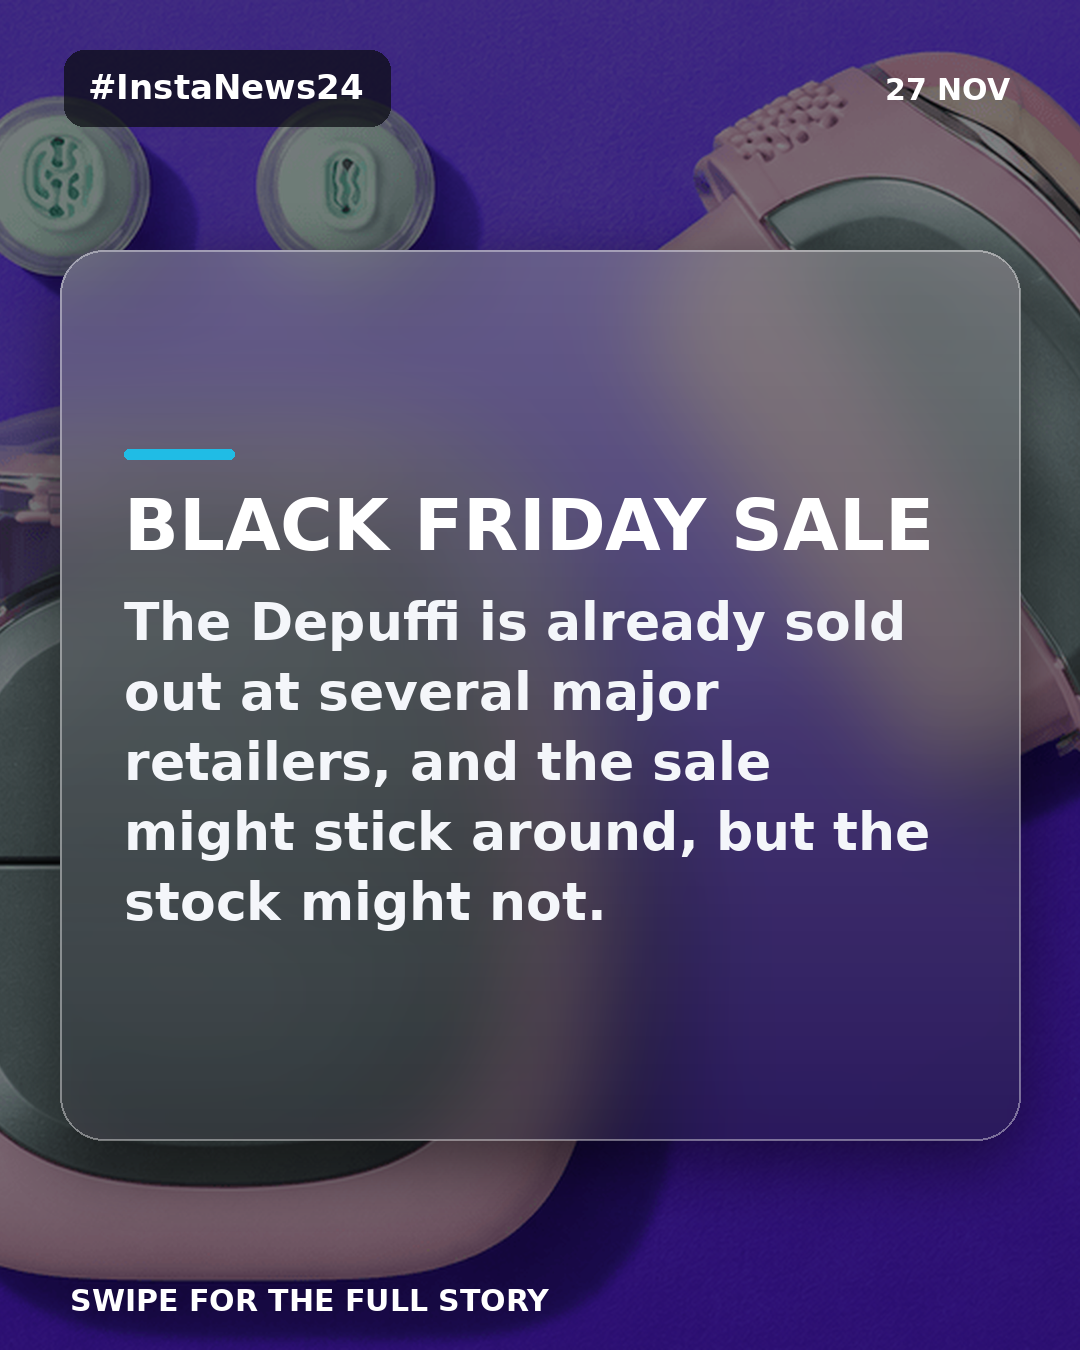 #InstaNews24
27 NOV
BLACK FRIDAY SALE
The Depuffi is already sold
out at several major
retailers, and the sale
might stick around, but the
stock might not.
SWIPE FOR THE FULL STORY